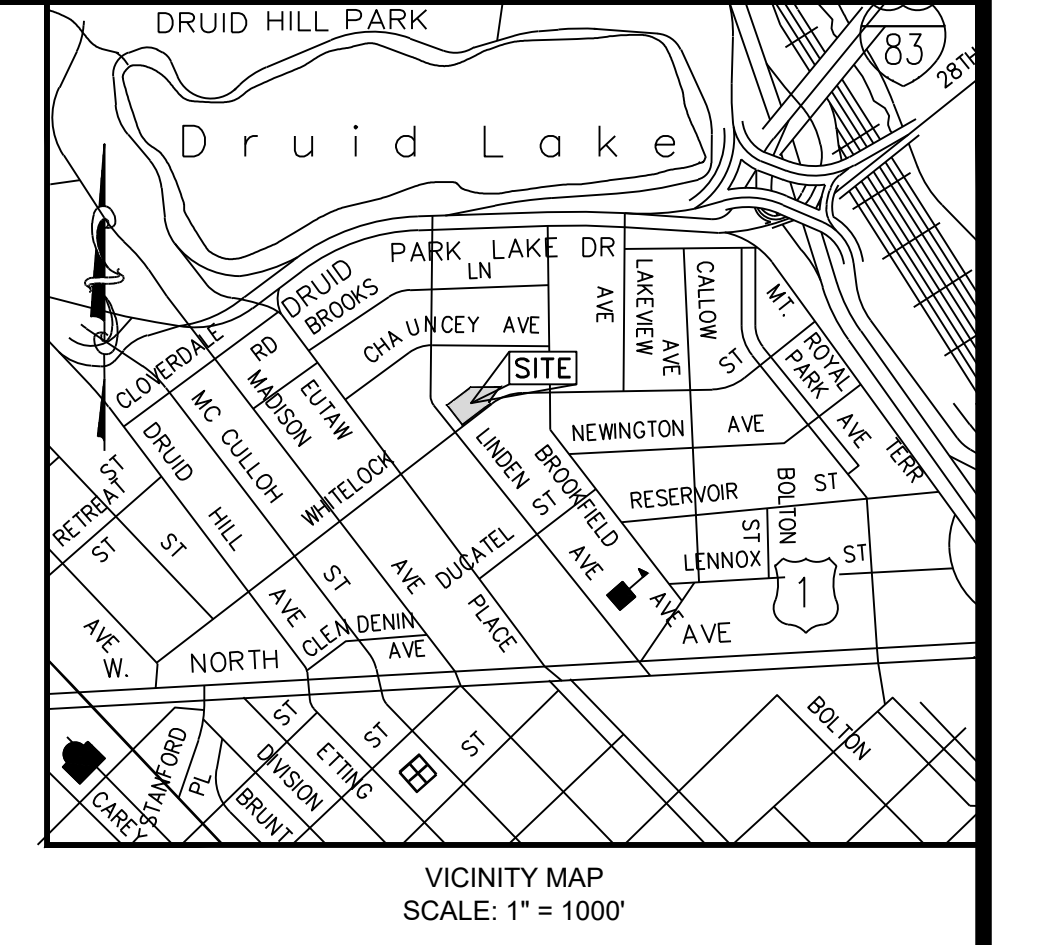 DRUID HILL PARK
83
28TH
Druid Lake
PARK LAKE DR
DRUID
LN
BROOKS
AVE
LAKEVIEW
AVE
CALLOW
ST
MT.
ROYAL
TERR
PARK
AVE
CHAUNCEY AVE
CLOVERDALE
RD
SITE
MADISON
EUTAW
MC CULLOH
DRUID
HILL
NEWINGTON AVE
LINDEN
ST
BROOKFIELD
WHITELOCK
RESERVOIR ST
BOLTON
ST
ST
RETREAT
ST
ST
LENNOX ST
DUCATEL
AVE
AVE
1
1
ST
AVE
AVE
PLACE
CLENDENIN
AVE
AVE
AVE
W.
NORTH
BOLTON
ST
ST
ST
STANFORD
PL
DIVISION
ETTING
BRUNT
CAREY
VICINITY MAP
SCALE: 1" = 1000'